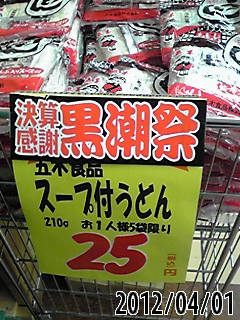 決算
感謝
黒潮祭
五木食品
スープ付うどん
210g お1人様5袋限り
25
税込
円
2012/04/01